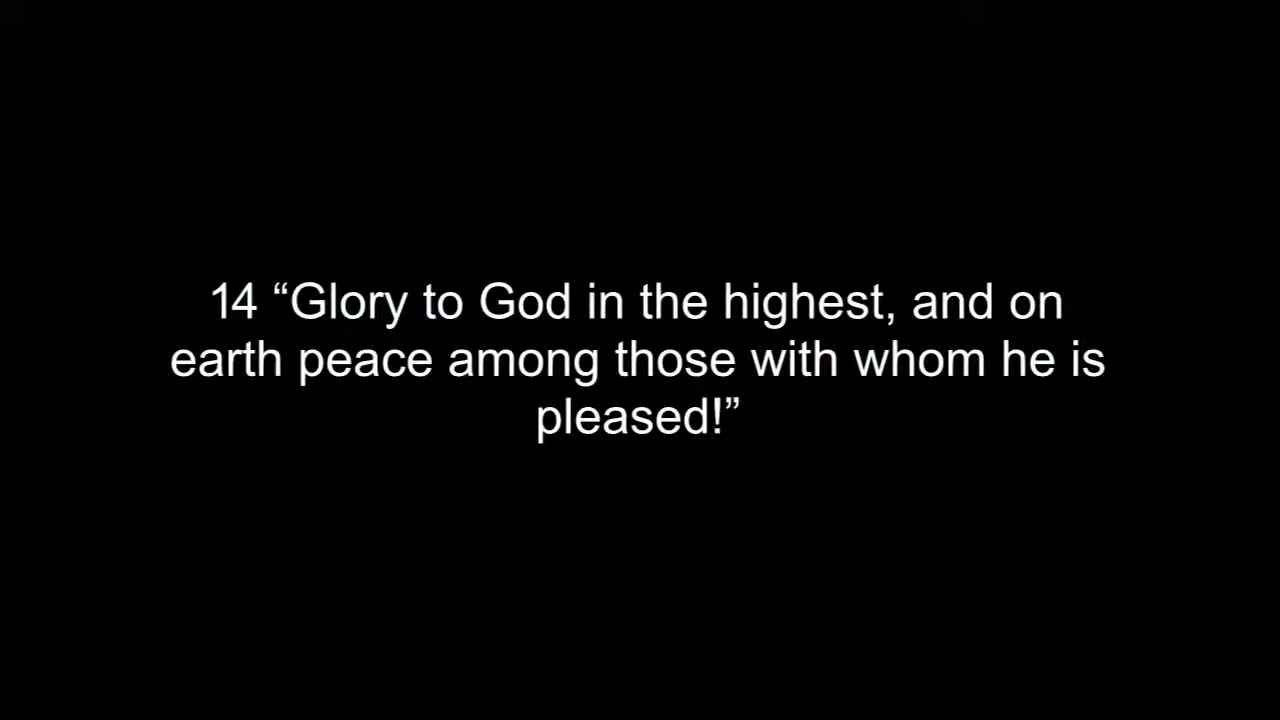 14 “Glory to God in the highest, and on
earth peace among those with whom he is
pleased!”